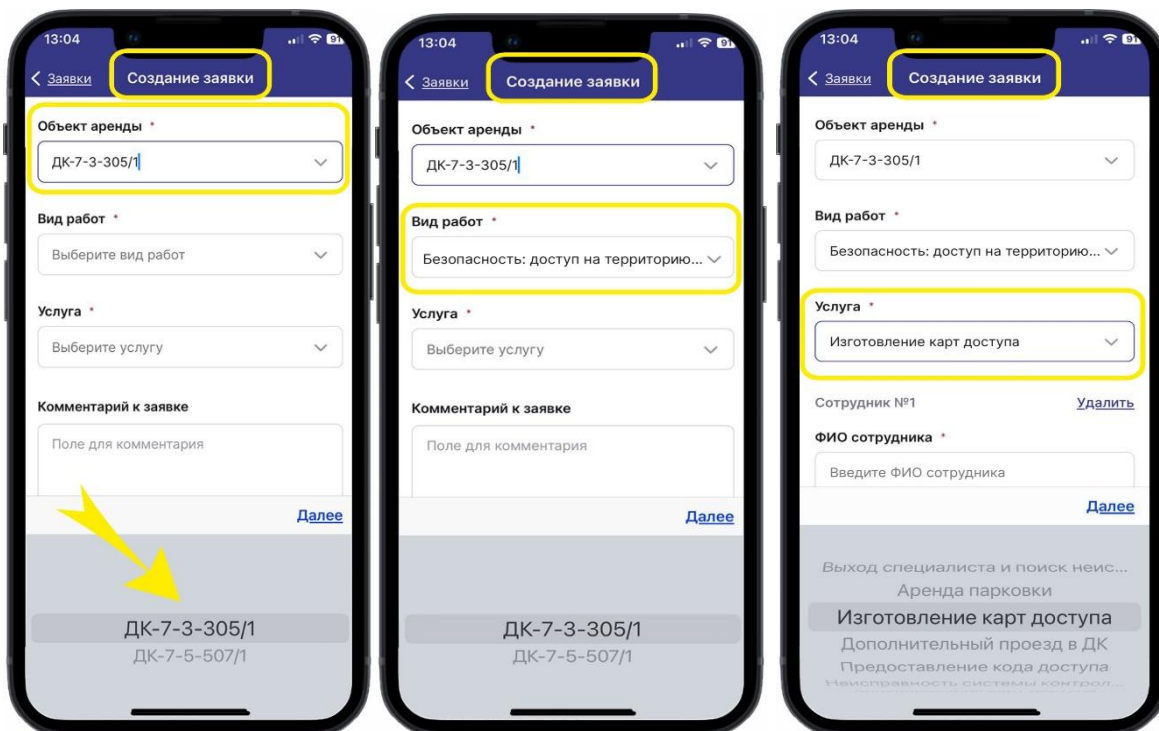 13:04
91
Заявки
Создание заявки
Объект аренды *
ДК-7-3-305/1
Вид работ *
Выберите вид работ
Услуга *
Выберите услугу
Комментарий к заявке
Поле для комментария
Далее
ДК-7-3-305/1
ДК-7-5-507/1
13:04
91
Заявки
Создание заявки
Объект аренды *
ДК-7-3-305/1
Вид работ *
Безопасность: доступ на территорию...
Услуга *
Выберите услугу
Комментарий к заявке
Поле для комментария
Далее
ДК-7-3-305/1
ДК-7-5-507/1
13:04
91
Заявки
Создание заявки
Объект аренды *
ДК-7-3-305/1
Вид работ *
Безопасность: доступ на территорию...
Услуга *
Изготовление карт доступа
Сотрудник №1
Удалить
ФИО сотрудника *
Введите ФИО сотрудника
Далее
Выход специалиста и поиск неис...
Аренда парковки
Изготовление карт доступа
Дополнительный проезд в ДК
Предоставление кода доступа
Неисправность системы контрол...